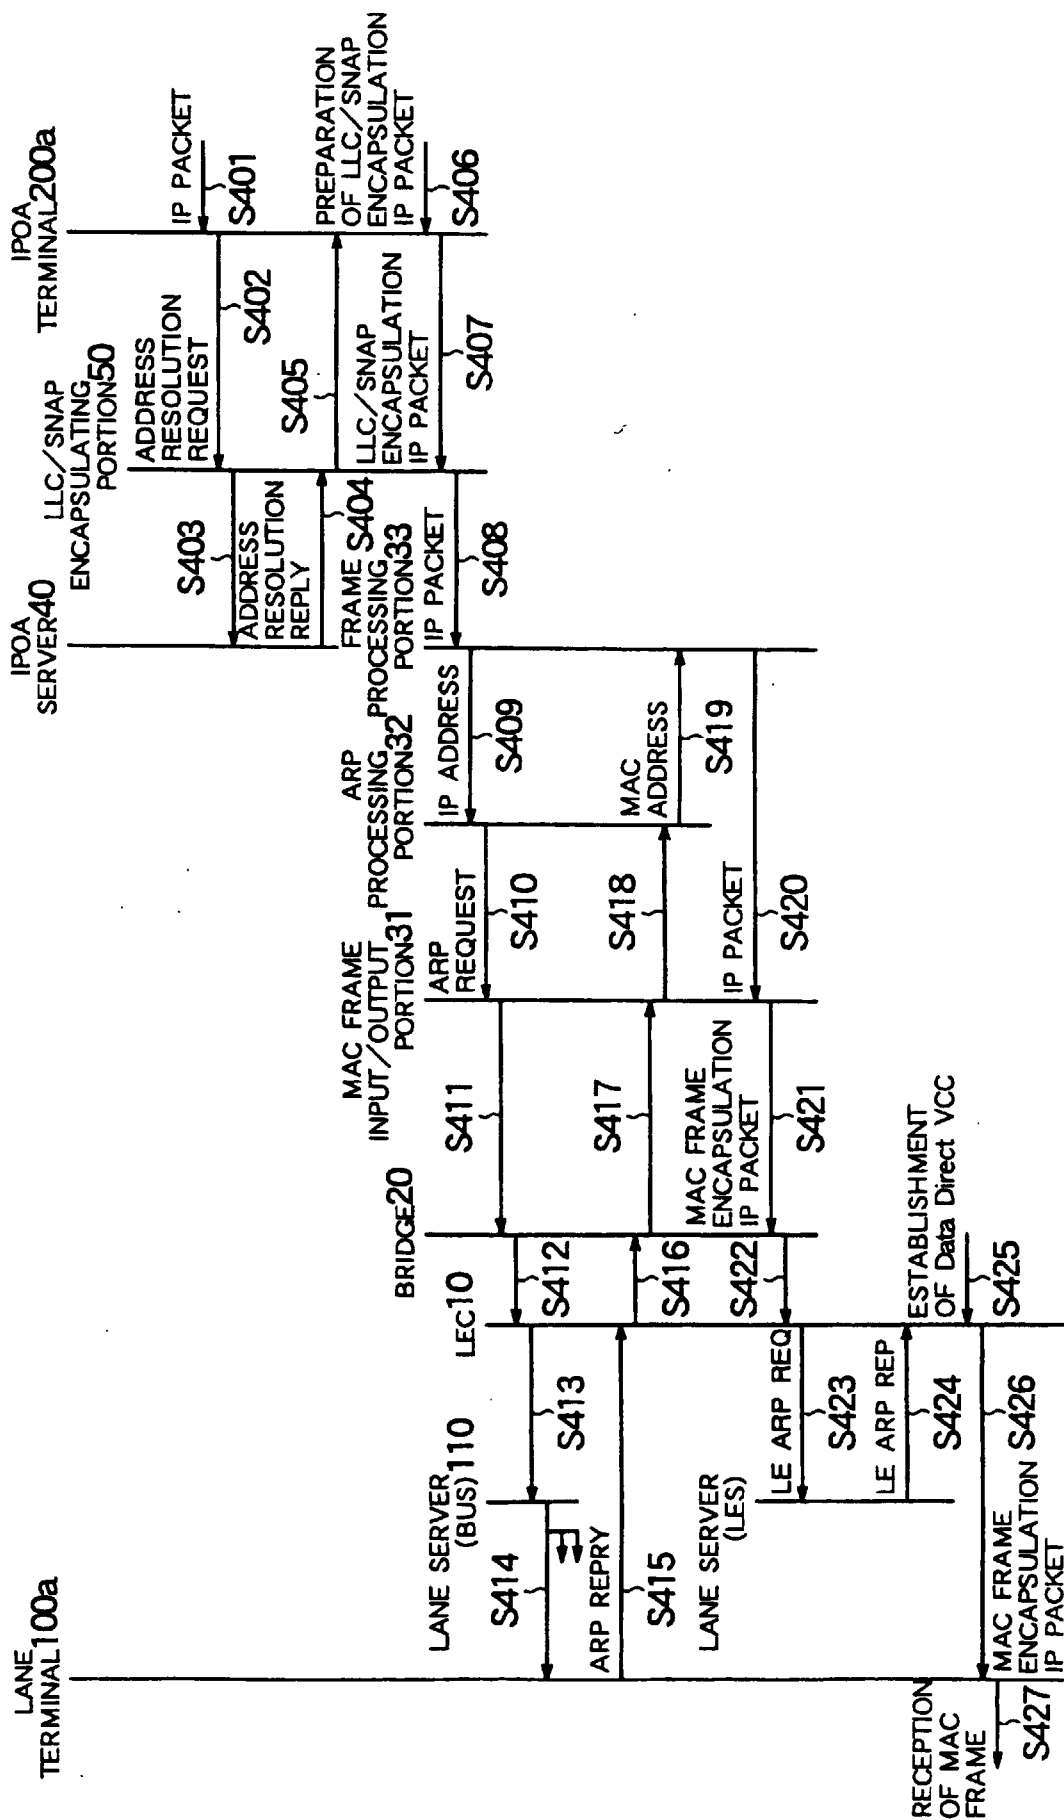 LANE
TERMINAL100a
LANE SERVER
(BUS)110
LEC10
BRIDGE20
MAC FRAME
INPUT/OUTPUT
PORTION31
ARP
PROCESSING
PORTION32
FRAME
PROCESSING
PORTION33
IPOA
SERVER40
LLC/SNAP
ENCAPSULATING
PORTION50
IPOA
TERMINAL200a
IP PACKET
S401
ADDRESS
RESOLUTION
REQUEST
S402
S403
ADDRESS
RESOLUTION
REPLY
S404
S405
PREPARATION
OF LLC/SNAP
ENCAPSULATION
IP PACKET
S406
LLC/SNAP
ENCAPSULATION
IP PACKET
S407
IP PACKET
S408
IP ADDRESS
S409
ARP
REQUEST
S410
S411
S412
S413
S414
ARP REPRY
S415
S416
S417
S418
MAC
ADDRESS
S419
IP PACKET
S420
MAC FRAME
ENCAPSULATION
IP PACKET
S421
S422
LANE SERVER
(LES)
LE ARP REQ
S423
LE ARP REP
S424
ESTABLISHMENT
OF Data Direct VCC
S425
MAC FRAME
ENCAPSULATION
IP PACKET
S426
RECEPTION
OF MAC
FRAME
S427